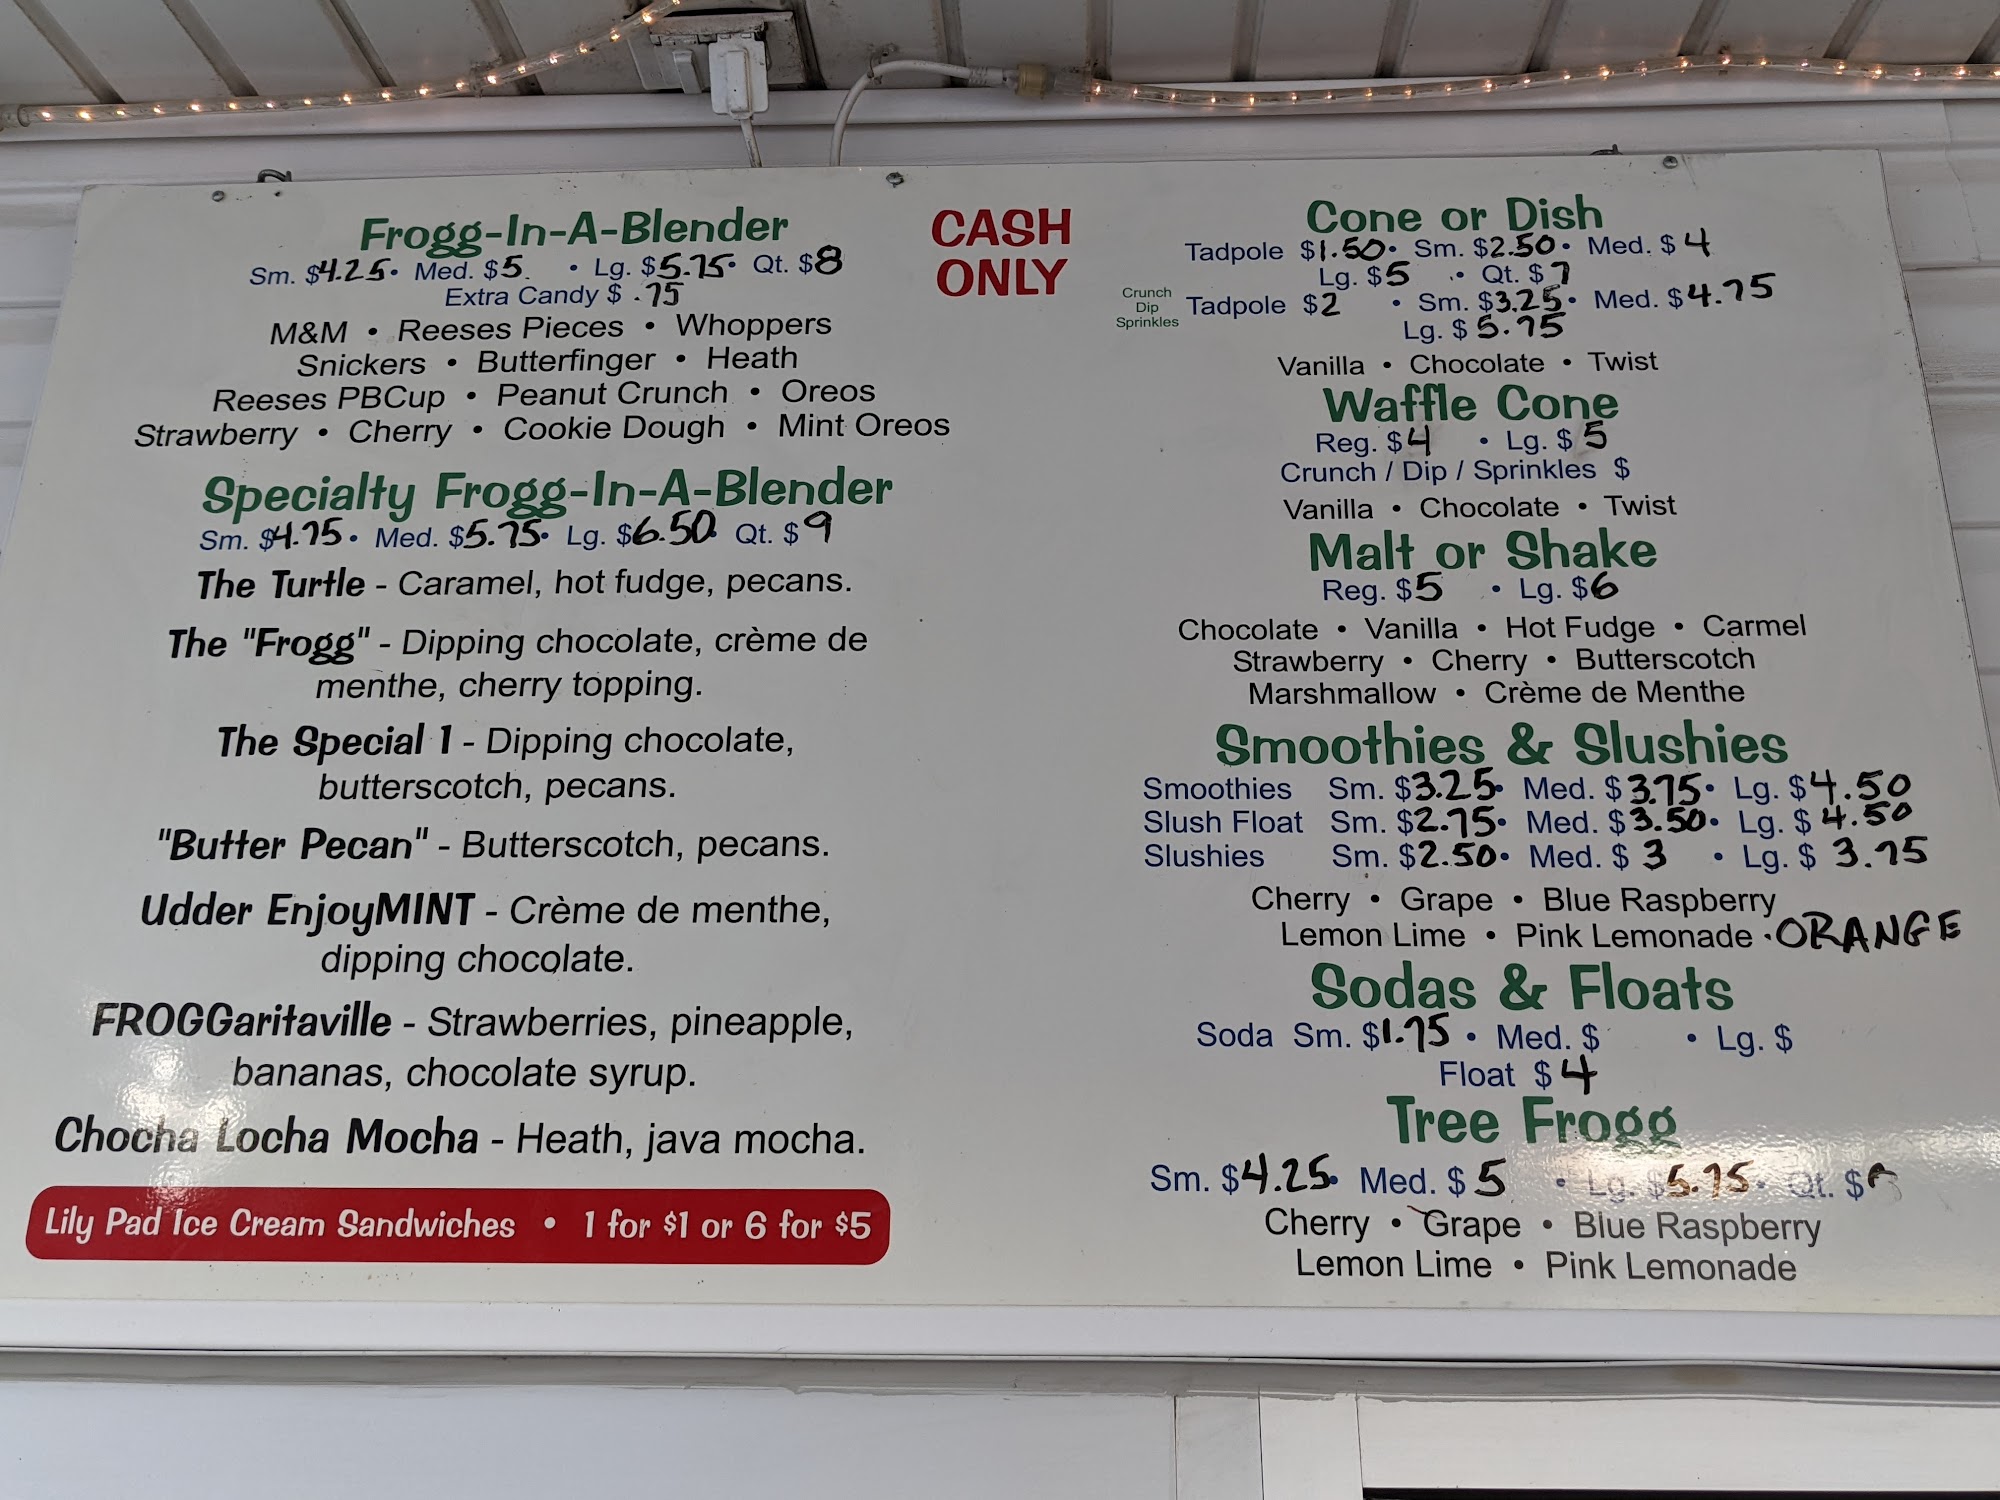 Frogg-In-A-Blender
Sm. $4.25 • Med. $5 • Lg. $5.75 • Qt. $8
Extra Candy $ .75
M&M • Reeses Pieces • Whoppers
Snickers • Butterfinger • Heath
Reeses PBCup • Peanut Crunch • Oreos
Strawberry • Cherry • Cookie Dough • Mint Oreos
Specialty Frogg-In-A-Blender
Sm. $4.75 • Med. $5.75 • Lg. $6.50 • Qt. $9
The Turtle - Caramel, hot fudge, pecans.
The "Frogg" - Dipping chocolate, crème de
menthe, cherry topping.
The Special 1 - Dipping chocolate,
butterscotch, pecans.
"Butter Pecan" - Butterscotch, pecans.
Udder EnjoyMINT - Crème de menthe,
dipping chocolate.
FROGGaritaville - Strawberries, pineapple,
bananas, chocolate syrup.
Chocha Locha Mocha - Heath, java mocha.
Lily Pad Ice Cream Sandwiches • 1 for $1 or 6 for $5
CASH
ONLY
Cone or Dish
Tadpole $1.50 • Sm. $2.50 • Med. $4
Lg. $5 • Qt. $7
Crunch
Dip
Sprinkles
Tadpole $2 • Sm. $3.25 • Med. $4.75
Lg. $5.75
Vanilla • Chocolate • Twist
Waffle Cone
Reg. $4 • Lg. $5
Crunch / Dip / Sprinkles $
Vanilla • Chocolate • Twist
Malt or Shake
Reg. $5 • Lg. $6
Chocolate • Vanilla • Hot Fudge • Carmel
Strawberry • Cherry • Butterscotch
Marshmallow • Crème de Menthe
Smoothies & Slushies
Smoothies Sm. $3.25 • Med. $3.75 • Lg. $4.50
Slush Float Sm. $2.75 • Med. $3.50 • Lg. $4.50
Slushies Sm. $2.50 • Med. $3 • Lg. $3.75
Cherry • Grape • Blue Raspberry
Lemon Lime • Pink Lemonade • ORANGE
Sodas & Floats
Soda Sm. $1.75 • Med. $ • Lg. $
Float $4
Tree Frogg
Sm. $4.25 • Med. $5 • Lg. $5.75 • Qt. $
Cherry • Grape • Blue Raspberry
Lemon Lime • Pink Lemonade